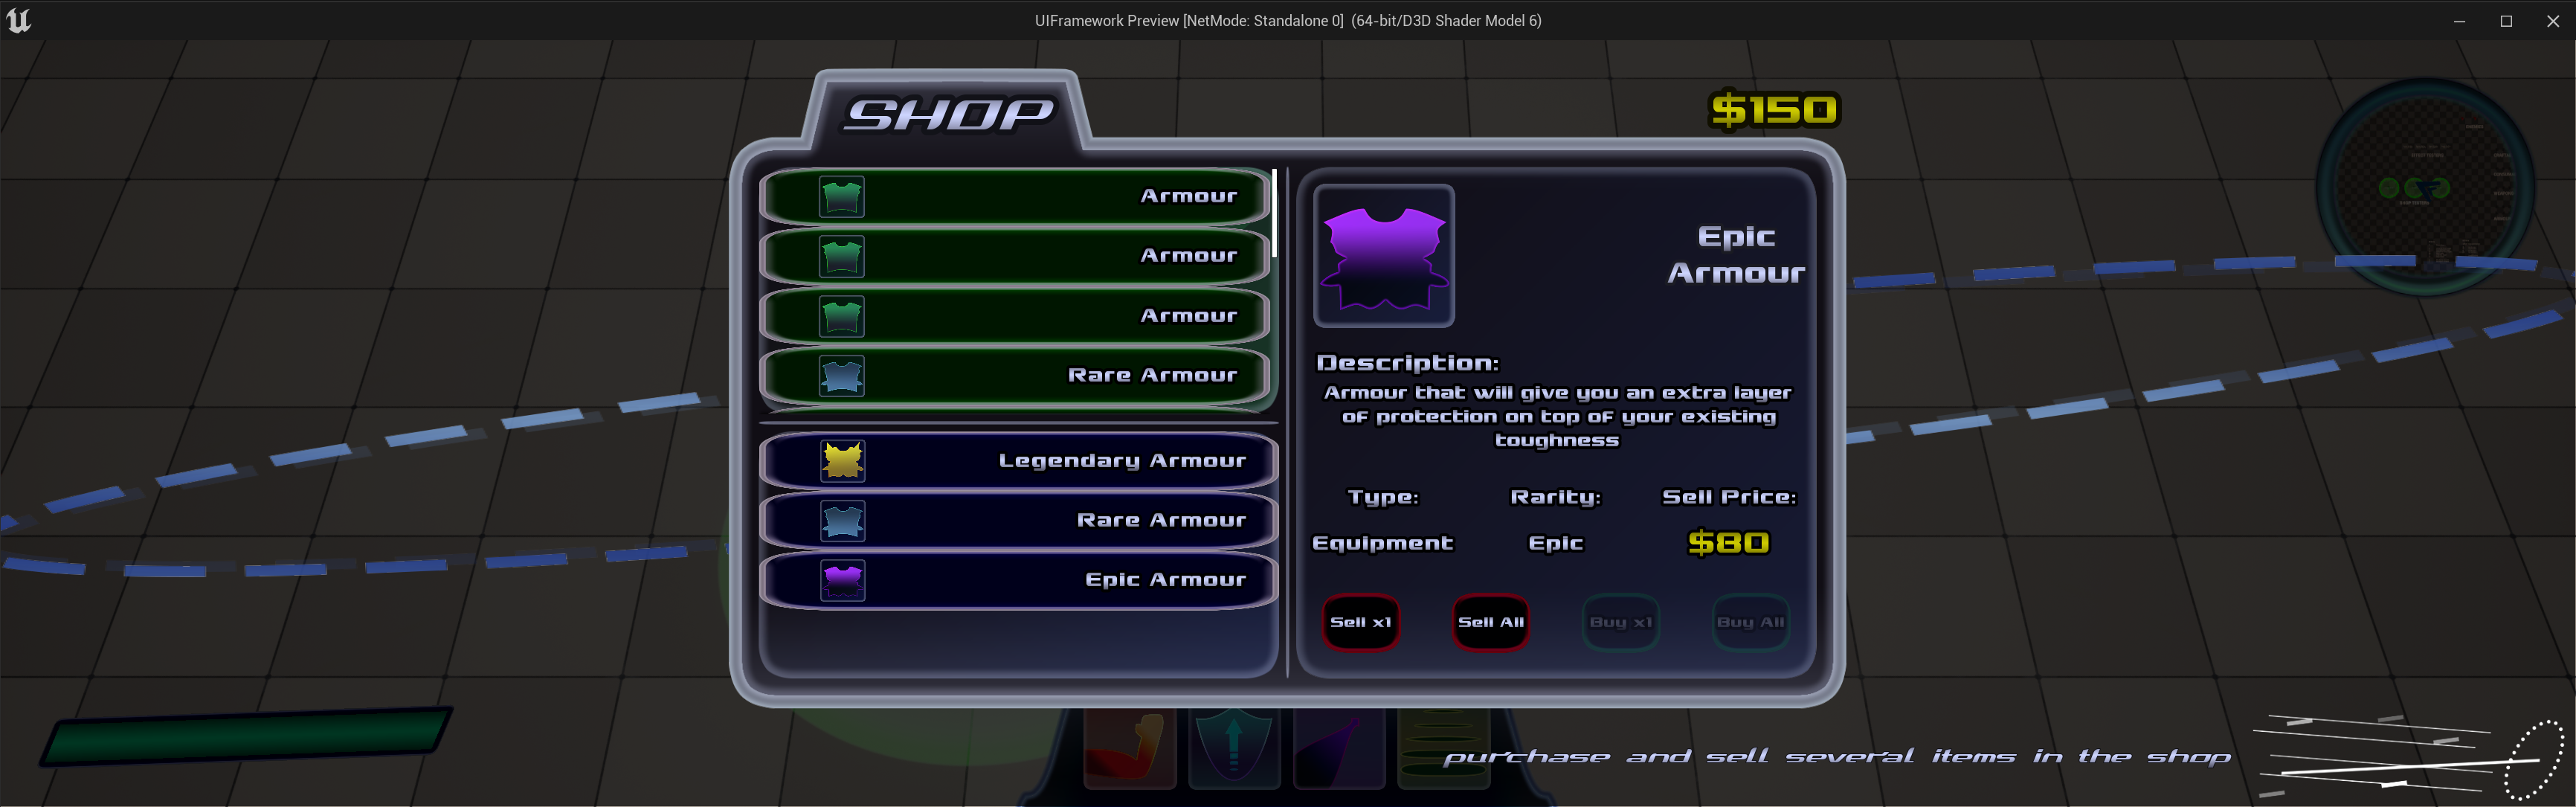 UIFramework Preview [NetMode: Standalone 0] (64-bit/D3D Shader Model 6)
SHOP
$150
Armour
Armour
Armour
Rare Armour
Legendary Armour
Rare Armour
Epic Armour
Epic
Armour
Description:
Armour that will give you an extra layer
of protection on top of your existing
toughness
Type: Rarity: Sell Price:
Equipment Epic $80
Sell x1 Sell All Buy x1 Buy All
purchase and sell several items in the shop